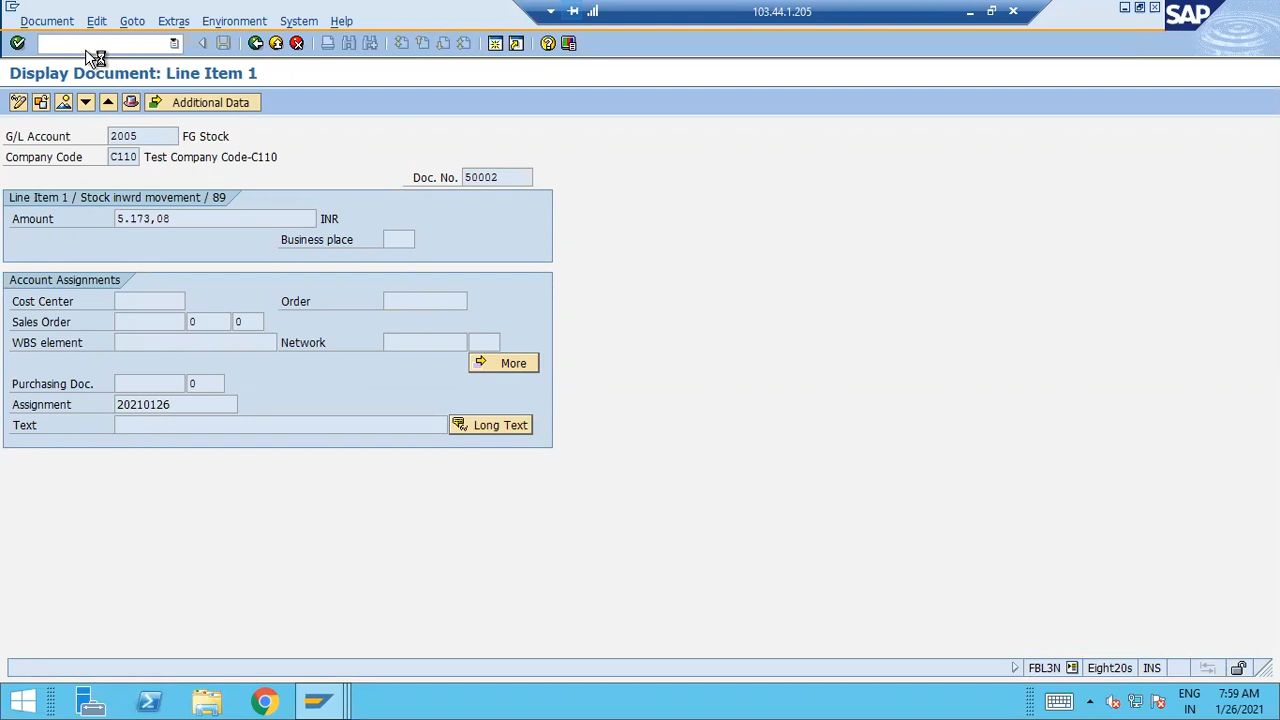 103.44.1.205
Document Edit Goto Extras Environment System Help
SAP
Display Document: Line Item 1
Additional Data
G/L Account 2005 FG Stock
Company Code C110 Test Company Code-C110
Doc. No. 50002
Line Item 1 / Stock inwrd movement / 89
Amount 5.173,08 INR
Business place
Account Assignments
Cost Center Order
Sales Order 0 0
WBS element Network
More
Purchasing Doc. 0
Assignment 20210126
Text Long Text
FBL3N Eight20s INS
ENG 7:59 AM
IN 1/26/2021